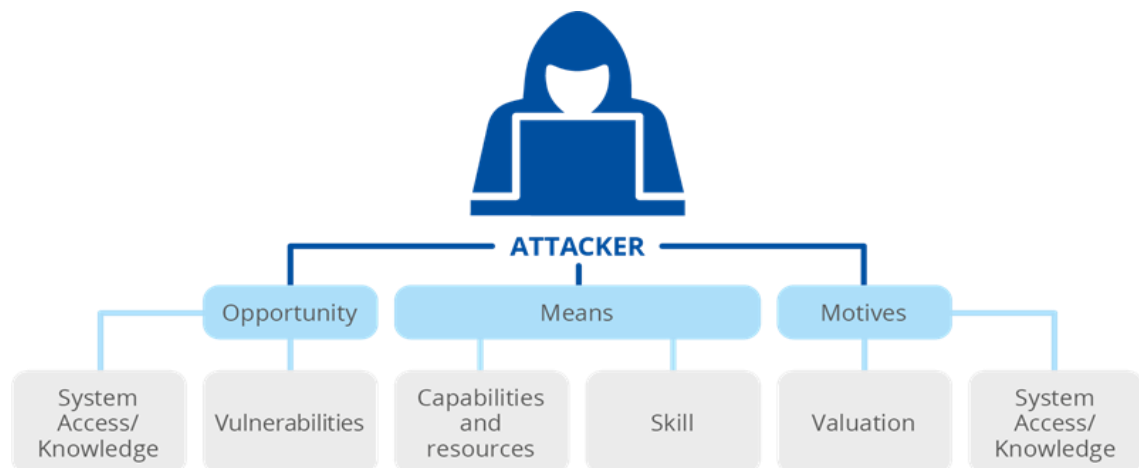 ATTACKER
Opportunity
Means
Motives
System
Access/
Knowledge
Vulnerabilities
Capabilities
and
resources
Skill
Valuation
System
Access/
Knowledge